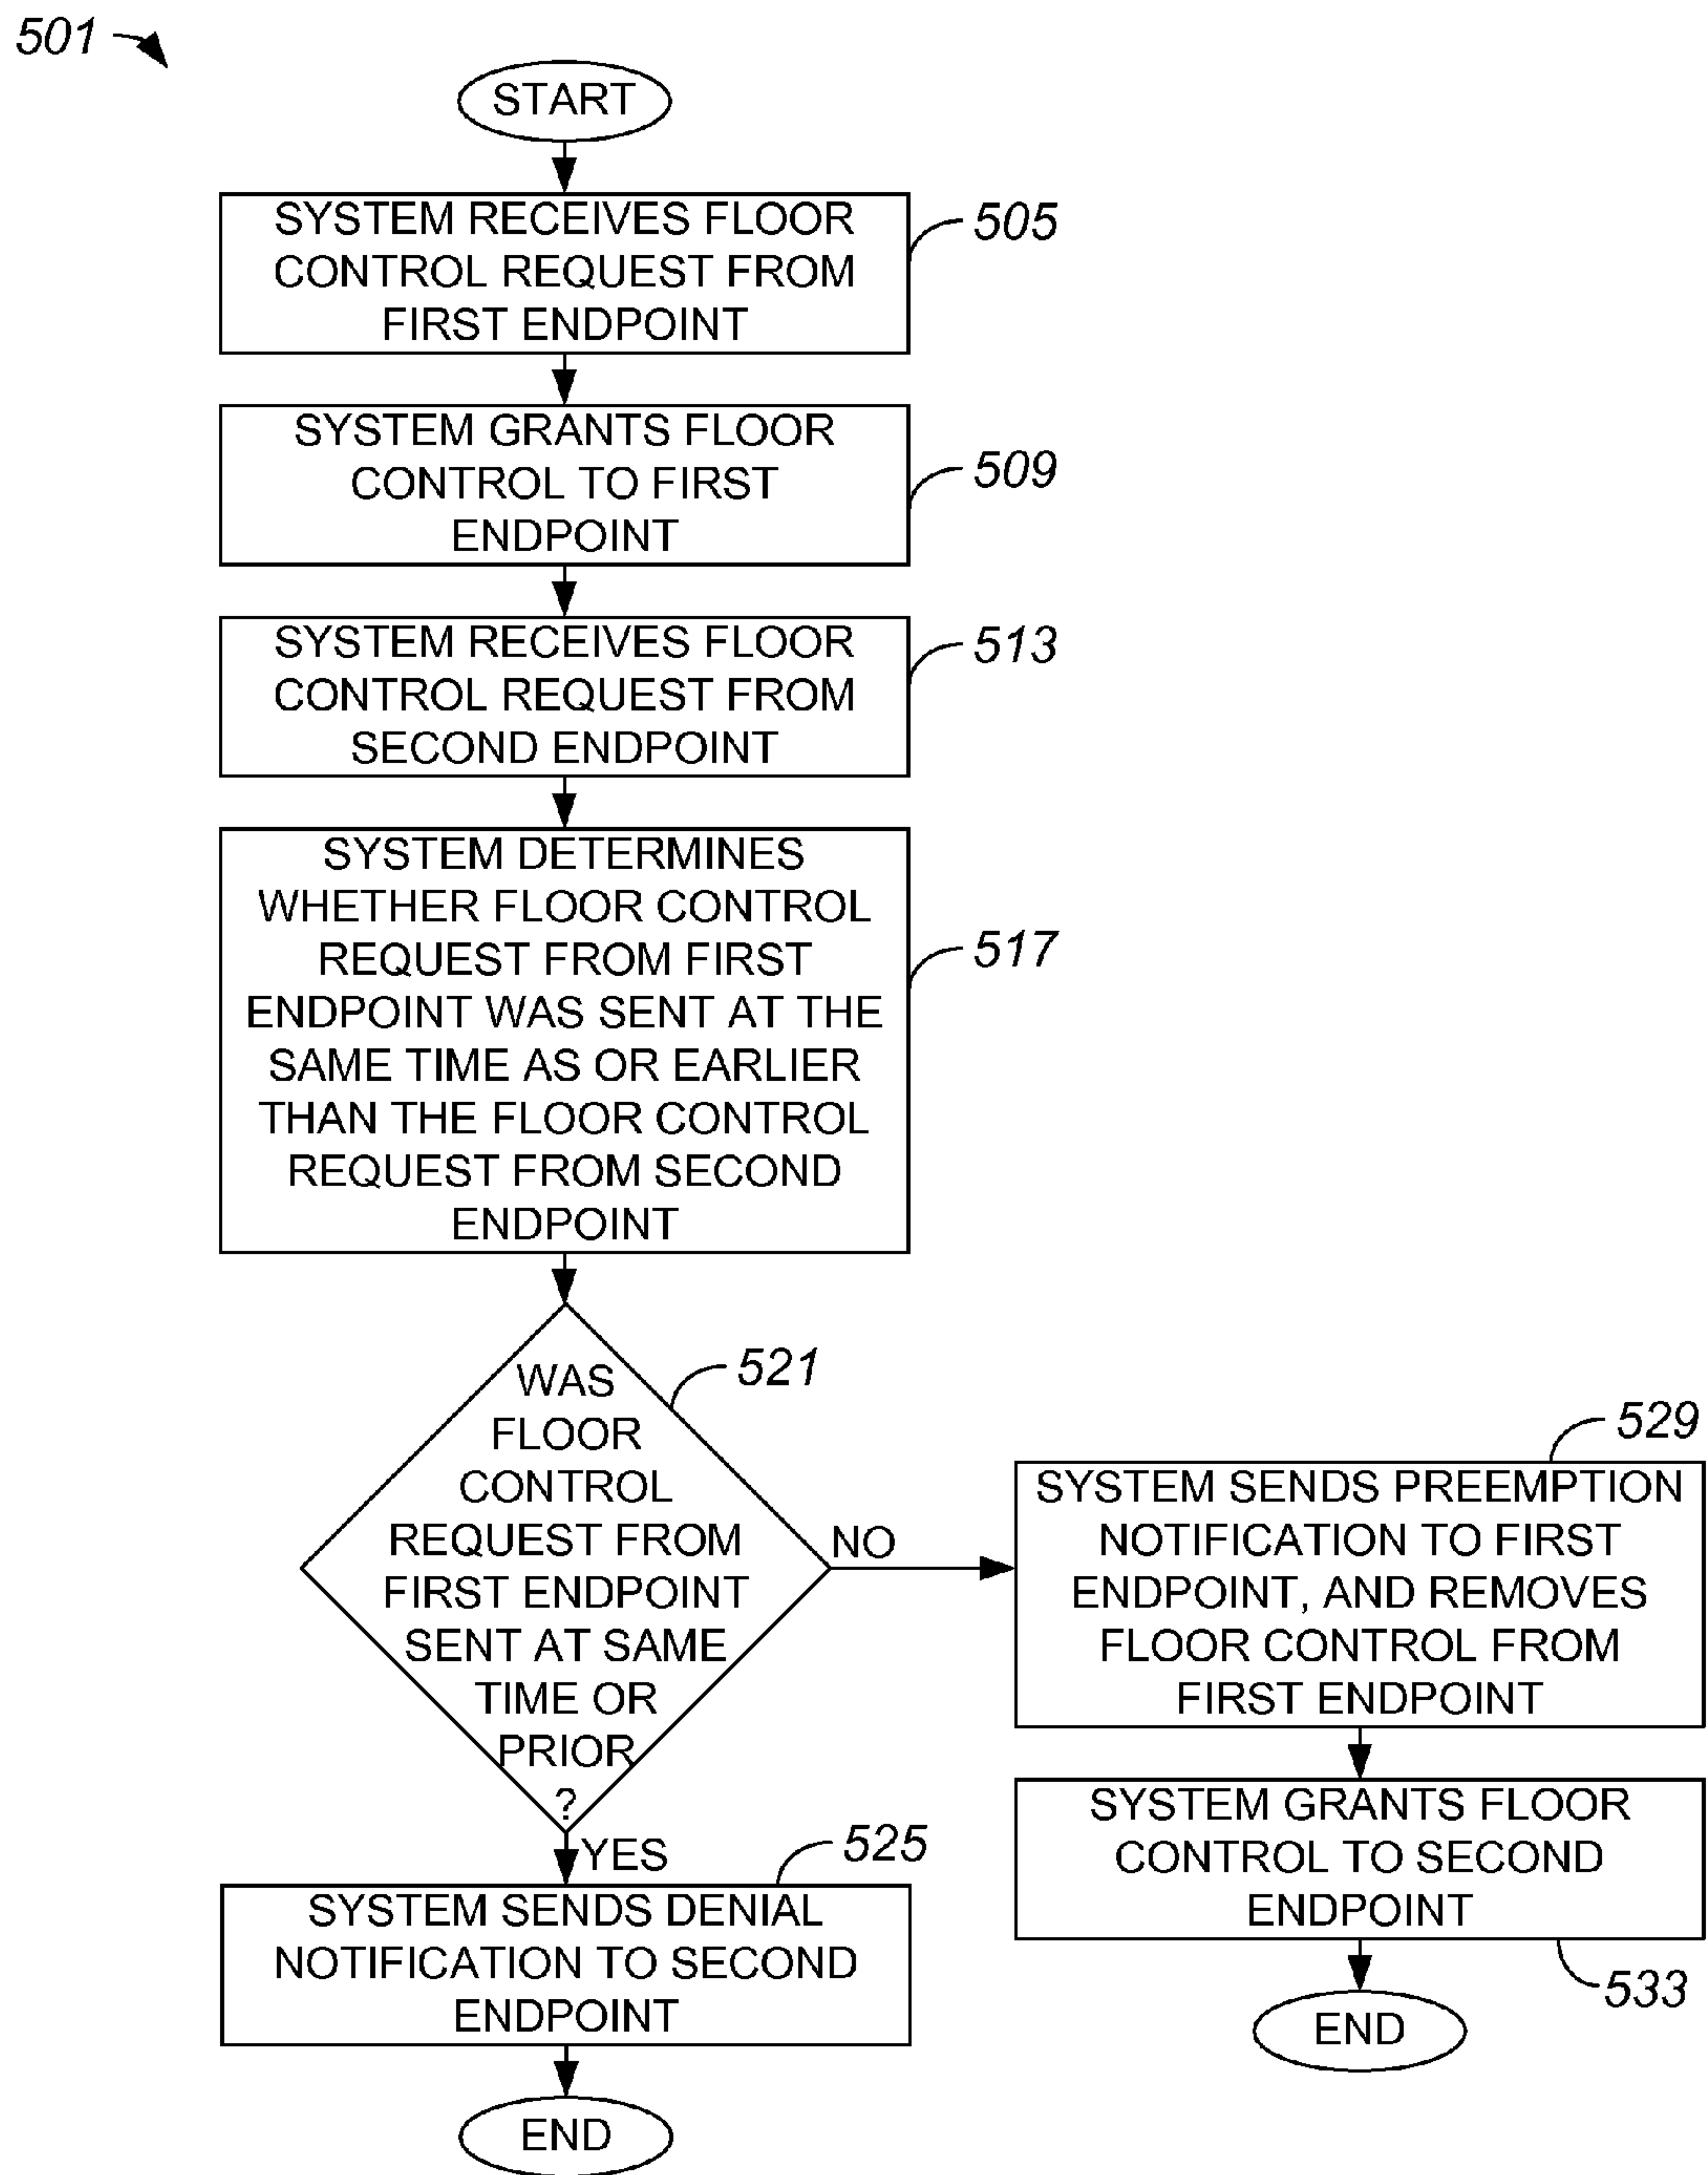 501
START
SYSTEM RECEIVES FLOOR
CONTROL REQUEST FROM
FIRST ENDPOINT
505
SYSTEM GRANTS FLOOR
CONTROL TO FIRST
ENDPOINT
509
SYSTEM RECEIVES FLOOR
CONTROL REQUEST FROM
SECOND ENDPOINT
513
SYSTEM DETERMINES
WHETHER FLOOR CONTROL
REQUEST FROM FIRST
ENDPOINT WAS SENT AT THE
SAME TIME AS OR EARLIER
THAN THE FLOOR CONTROL
REQUEST FROM SECOND
ENDPOINT
517
WAS
FLOOR
CONTROL
REQUEST FROM
FIRST ENDPOINT
SENT AT SAME
TIME OR
PRIOR
?
521
NO
YES
529
SYSTEM SENDS PREEMPTION
NOTIFICATION TO FIRST
ENDPOINT, AND REMOVES
FLOOR CONTROL FROM
FIRST ENDPOINT
SYSTEM GRANTS FLOOR
CONTROL TO SECOND
ENDPOINT
533
END
525
SYSTEM SENDS DENIAL
NOTIFICATION TO SECOND
ENDPOINT
END